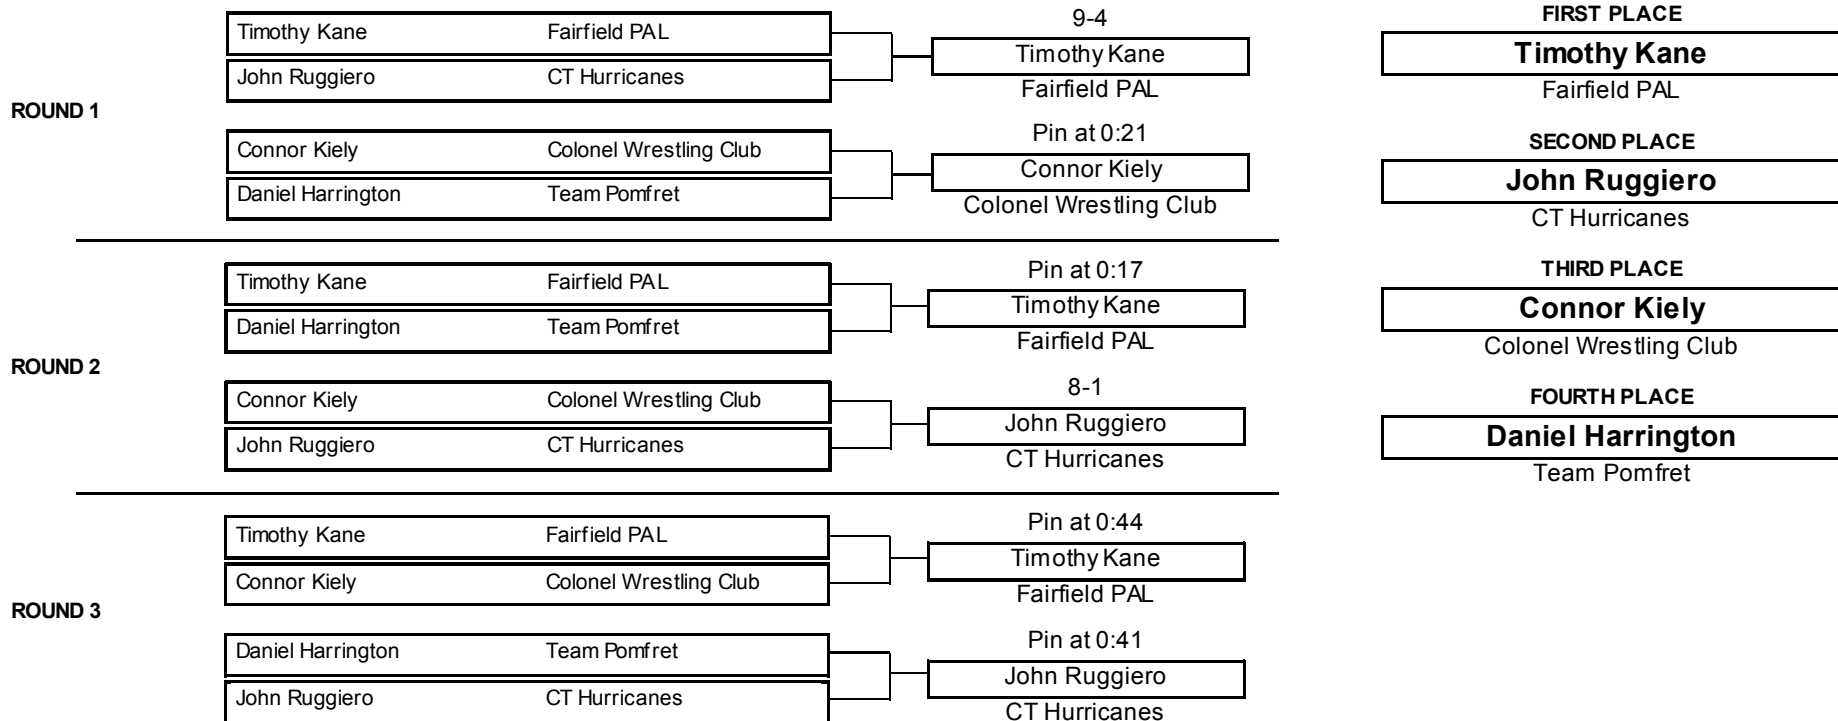 ROUND 1
Timothy Kane Fairfield PAL
John Ruggiero CT Hurricanes
9-4
Timothy Kane
Fairfield PAL
Connor Kiely Colonel Wrestling Club
Daniel Harrington Team Pomfret
Pin at 0:21
Connor Kiely
Colonel Wrestling Club
ROUND 2
Timothy Kane Fairfield PAL
Daniel Harrington Team Pomfret
Pin at 0:17
Timothy Kane
Fairfield PAL
Connor Kiely Colonel Wrestling Club
John Ruggiero CT Hurricanes
8-1
John Ruggiero
CT Hurricanes
ROUND 3
Timothy Kane Fairfield PAL
Connor Kiely Colonel Wrestling Club
Pin at 0:44
Timothy Kane
Fairfield PAL
Daniel Harrington Team Pomfret
John Ruggiero CT Hurricanes
Pin at 0:41
John Ruggiero
CT Hurricanes
FIRST PLACE
Timothy Kane
Fairfield PAL
SECOND PLACE
John Ruggiero
CT Hurricanes
THIRD PLACE
Connor Kiely
Colonel Wrestling Club
FOURTH PLACE
Daniel Harrington
Team Pomfret